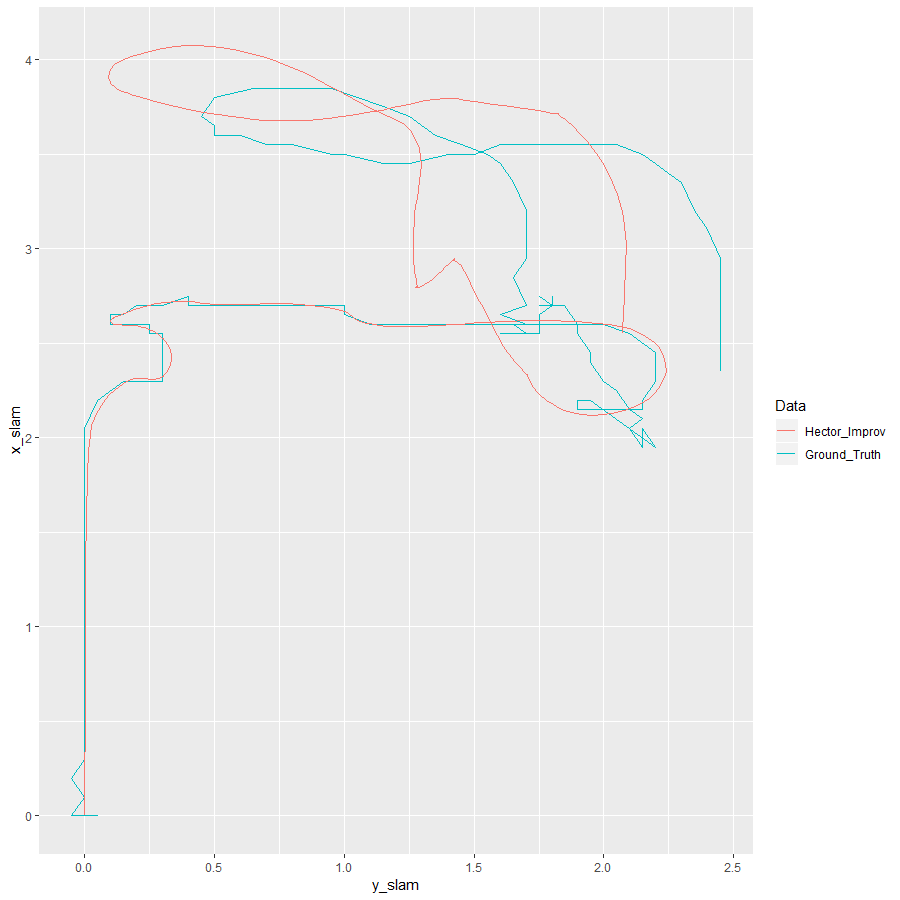 4
3
2
1
0
x_slam
0.0 0.5 1.0 1.5 2.0 2.5
y_slam
Data
Hector_Improv
Ground_Truth